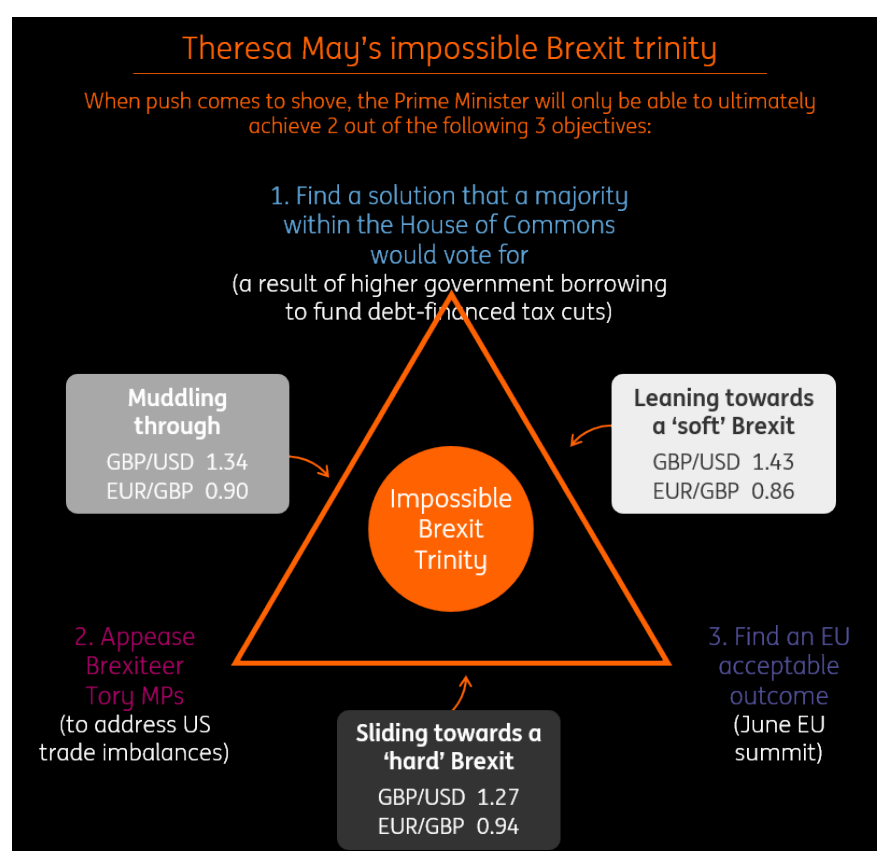 Theresa May's impossible Brexit trinity
When push comes to shove, the Prime Minister will only be able to ultimately
achieve 2 out of the following 3 objectives:
1. Find a solution that a majority
within the House of Commons
would vote for
(a result of higher government borrowing
to fund debt-financed tax cuts)
Muddling
through
GBP/USD 1.34
EUR/GBP 0.90
Leaning towards
a ‘soft’ Brexit
GBP/USD 1.43
EUR/GBP 0.86
Impossible
Brexit
Trinity
2. Appease
Brexiteer
Tory MPs
(to address US
trade imbalances)
3. Find an EU
acceptable
outcome
(June EU
summit)
Sliding towards a
‘hard’ Brexit
GBP/USD 1.27
EUR/GBP 0.94